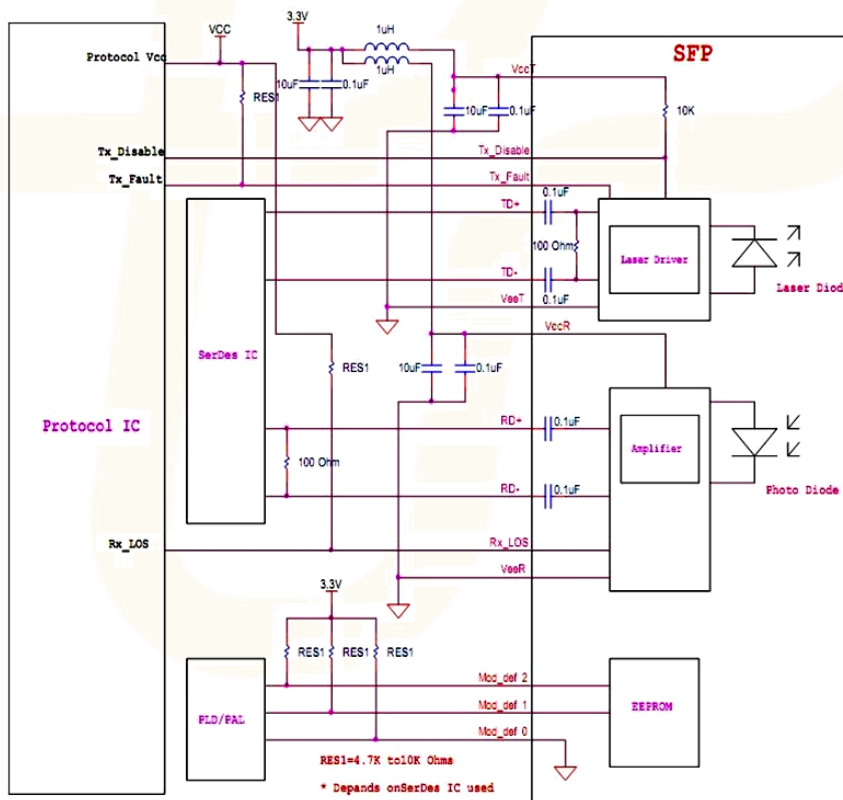 3.3V
VCC
1uH
SFP
Protocol Vcc
1uH
VccT
10uF
0.1uF
RES1
10uF
0.1uF
10K
Tx_Disable
Tx_Disable
Tx_Fault
Tx_Fault
0.1uF
TD+
100 Ohm
Laser Driver
TD-
0.1uF
Laser Diod
VeeT
VccR
SerDes IC
RES1
10uF
0.1uF
Protocol IC
RD+
0.1uF
Amplifier
100 Ohm
RD-
0.1uF
Photo Diode
Rx_LOS
Rx_LOS
VeeR
3.3V
RES1
RES1
RES1
Mod_def 2
PLD/PAL
Mod_def 1
EEPROM
Mod_def 0
RES1=4.7K to10K Ohms
* Depands onSerDes IC used